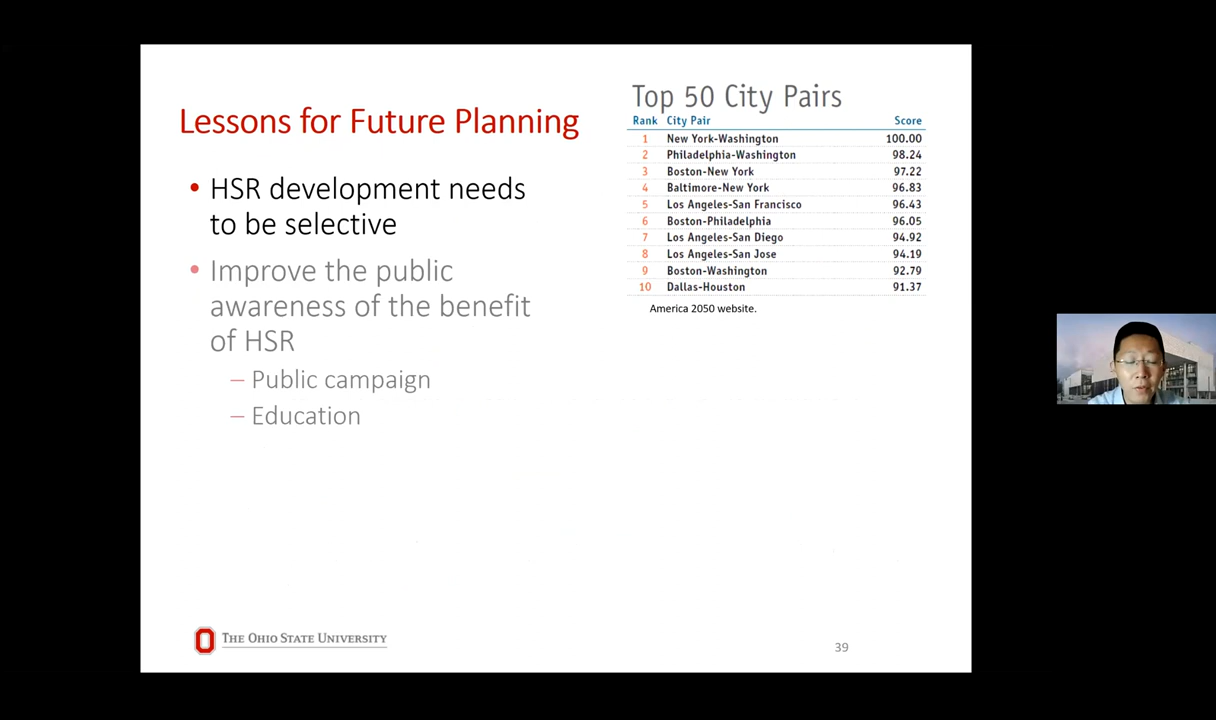 Lessons for Future Planning
• HSR development needs
to be selective
• Improve the public
awareness of the benefit
of HSR
– Public campaign
– Education
Top 50 City Pairs
Rank City Pair Score
1 New York-Washington 100.00
2 Philadelphia-Washington 98.24
3 Boston-New York 97.22
4 Baltimore-New York 96.83
5 Los Angeles-San Francisco 96.43
6 Boston-Philadelphia 96.05
7 Los Angeles-San Diego 94.92
8 Los Angeles-San Jose 94.19
9 Boston-Washington 92.79
10 Dallas-Houston 91.37
America 2050 website.
THE OHIO STATE UNIVERSITY
39